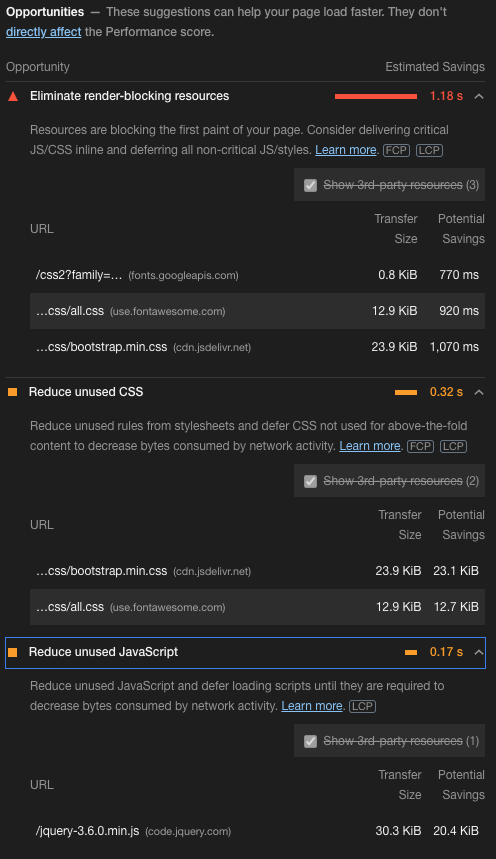 Opportunities — These suggestions can help your page load faster. They don't
directly affect the Performance score.
Opportunity Estimated Savings
Eliminate render-blocking resources 1.18 s
Resources are blocking the first paint of your page. Consider delivering critical
JS/CSS inline and deferring all non-critical JS/styles. Learn more. FCP LCP
Show 3rd-party resources (3)
URL Transfer Size Potential Savings
/css2?family=… (fonts.googleapis.com) 0.8 KiB 770 ms
…css/all.css (use.fontawesome.com) 12.9 KiB 920 ms
…css/bootstrap.min.css (cdn.jsdelivr.net) 23.9 KiB 1,070 ms
Reduce unused CSS 0.32 s
Reduce unused rules from stylesheets and defer CSS not used for above-the-fold
content to decrease bytes consumed by network activity. Learn more. FCP LCP
Show 3rd-party resources (2)
URL Transfer Size Potential Savings
…css/bootstrap.min.css (cdn.jsdelivr.net) 23.9 KiB 23.1 KiB
…css/all.css (use.fontawesome.com) 12.9 KiB 12.7 KiB
Reduce unused JavaScript 0.17 s
Reduce unused JavaScript and defer loading scripts until they are required to
decrease bytes consumed by network activity. Learn more. LCP
Show 3rd-party resources (1)
URL Transfer Size Potential Savings
/jquery-3.6.0.min.js (code.jquery.com) 30.3 KiB 20.4 KiB